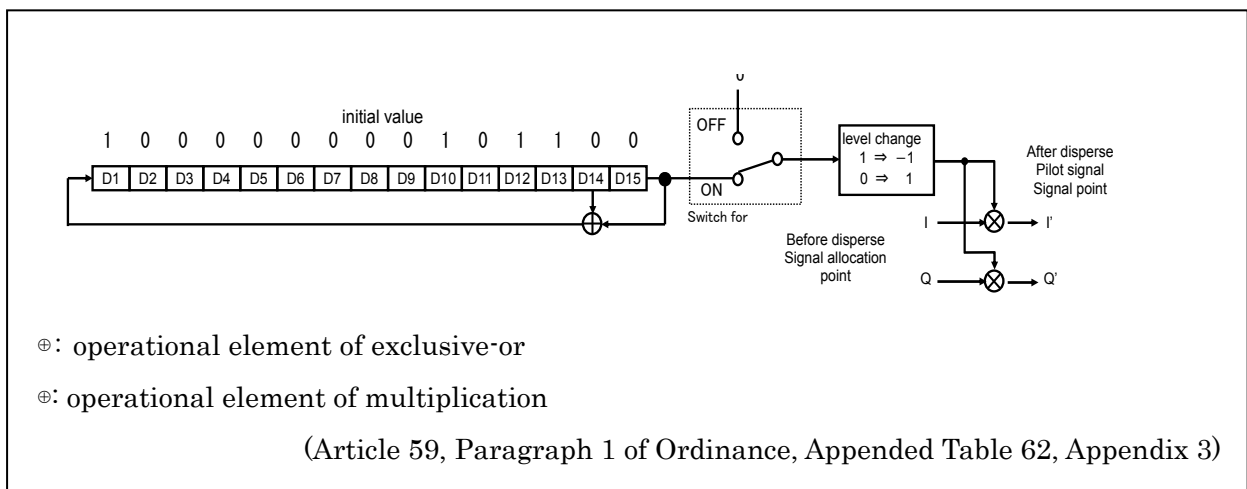 initial value
1 0 0 0 0 0 0 0 0 1 0 1 1 0 0
D1 D2 D3 D4 D5 D6 D7 D8 D9 D10 D11 D12 D13 D14 D15
OFF
ON
Switch for
level change
1 ⇒ −1
0 ⇒ 1
After disperse
Pilot signal
Signal point
I
I'
Before disperse
Signal allocation
point
Q
Q'
⊕: operational element of exclusive-or
⊕: operational element of multiplication
(Article 59, Paragraph 1 of Ordinance, Appended Table 62, Appendix 3)